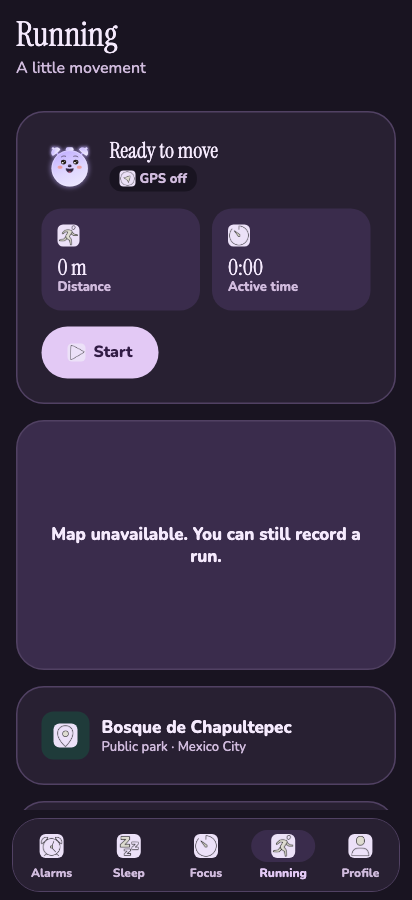 Running
A little movement
Ready to move
GPS off
0 m
Distance
0:00
Active time
Start
Map unavailable. You can still record a
run.
Bosque de Chapultepec
Public park · Mexico City
Alarms
Sleep
Focus
Running
Profile